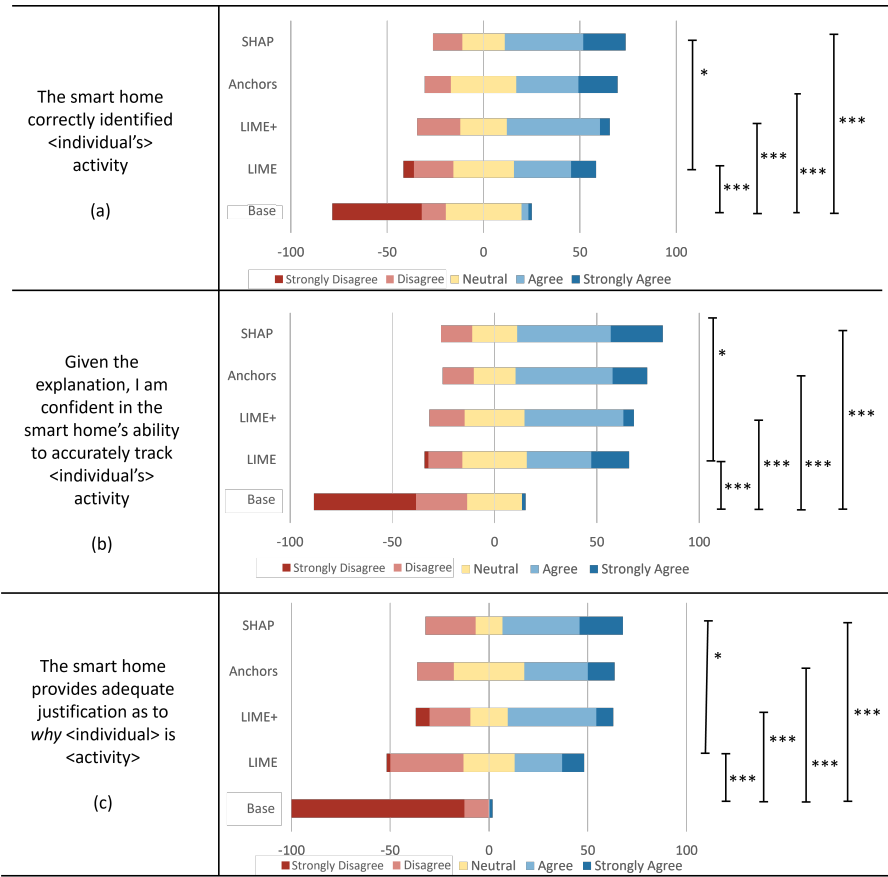 The smart home
correctly identified
<individual's>
activity
(a)
SHAP
Anchors
LIME+
LIME
Base
-100 -50 0 50 100
Strongly Disagree Disagree Neutral Agree Strongly Agree
*
***
***
***
***
Given the
explanation, I am
confident in the
smart home's ability
to accurately track
<individual's>
activity
(b)
SHAP
Anchors
LIME+
LIME
Base
-100 -50 0 50 100
Strongly Disagree Disagree Neutral Agree Strongly Agree
*
***
***
***
***
The smart home
provides adequate
justification as to
why <individual> is
<activity>
(c)
SHAP
Anchors
LIME+
LIME
Base
-100 -50 0 50 100
Strongly Disagree Disagree Neutral Agree Strongly Agree
*
***
***
***
***